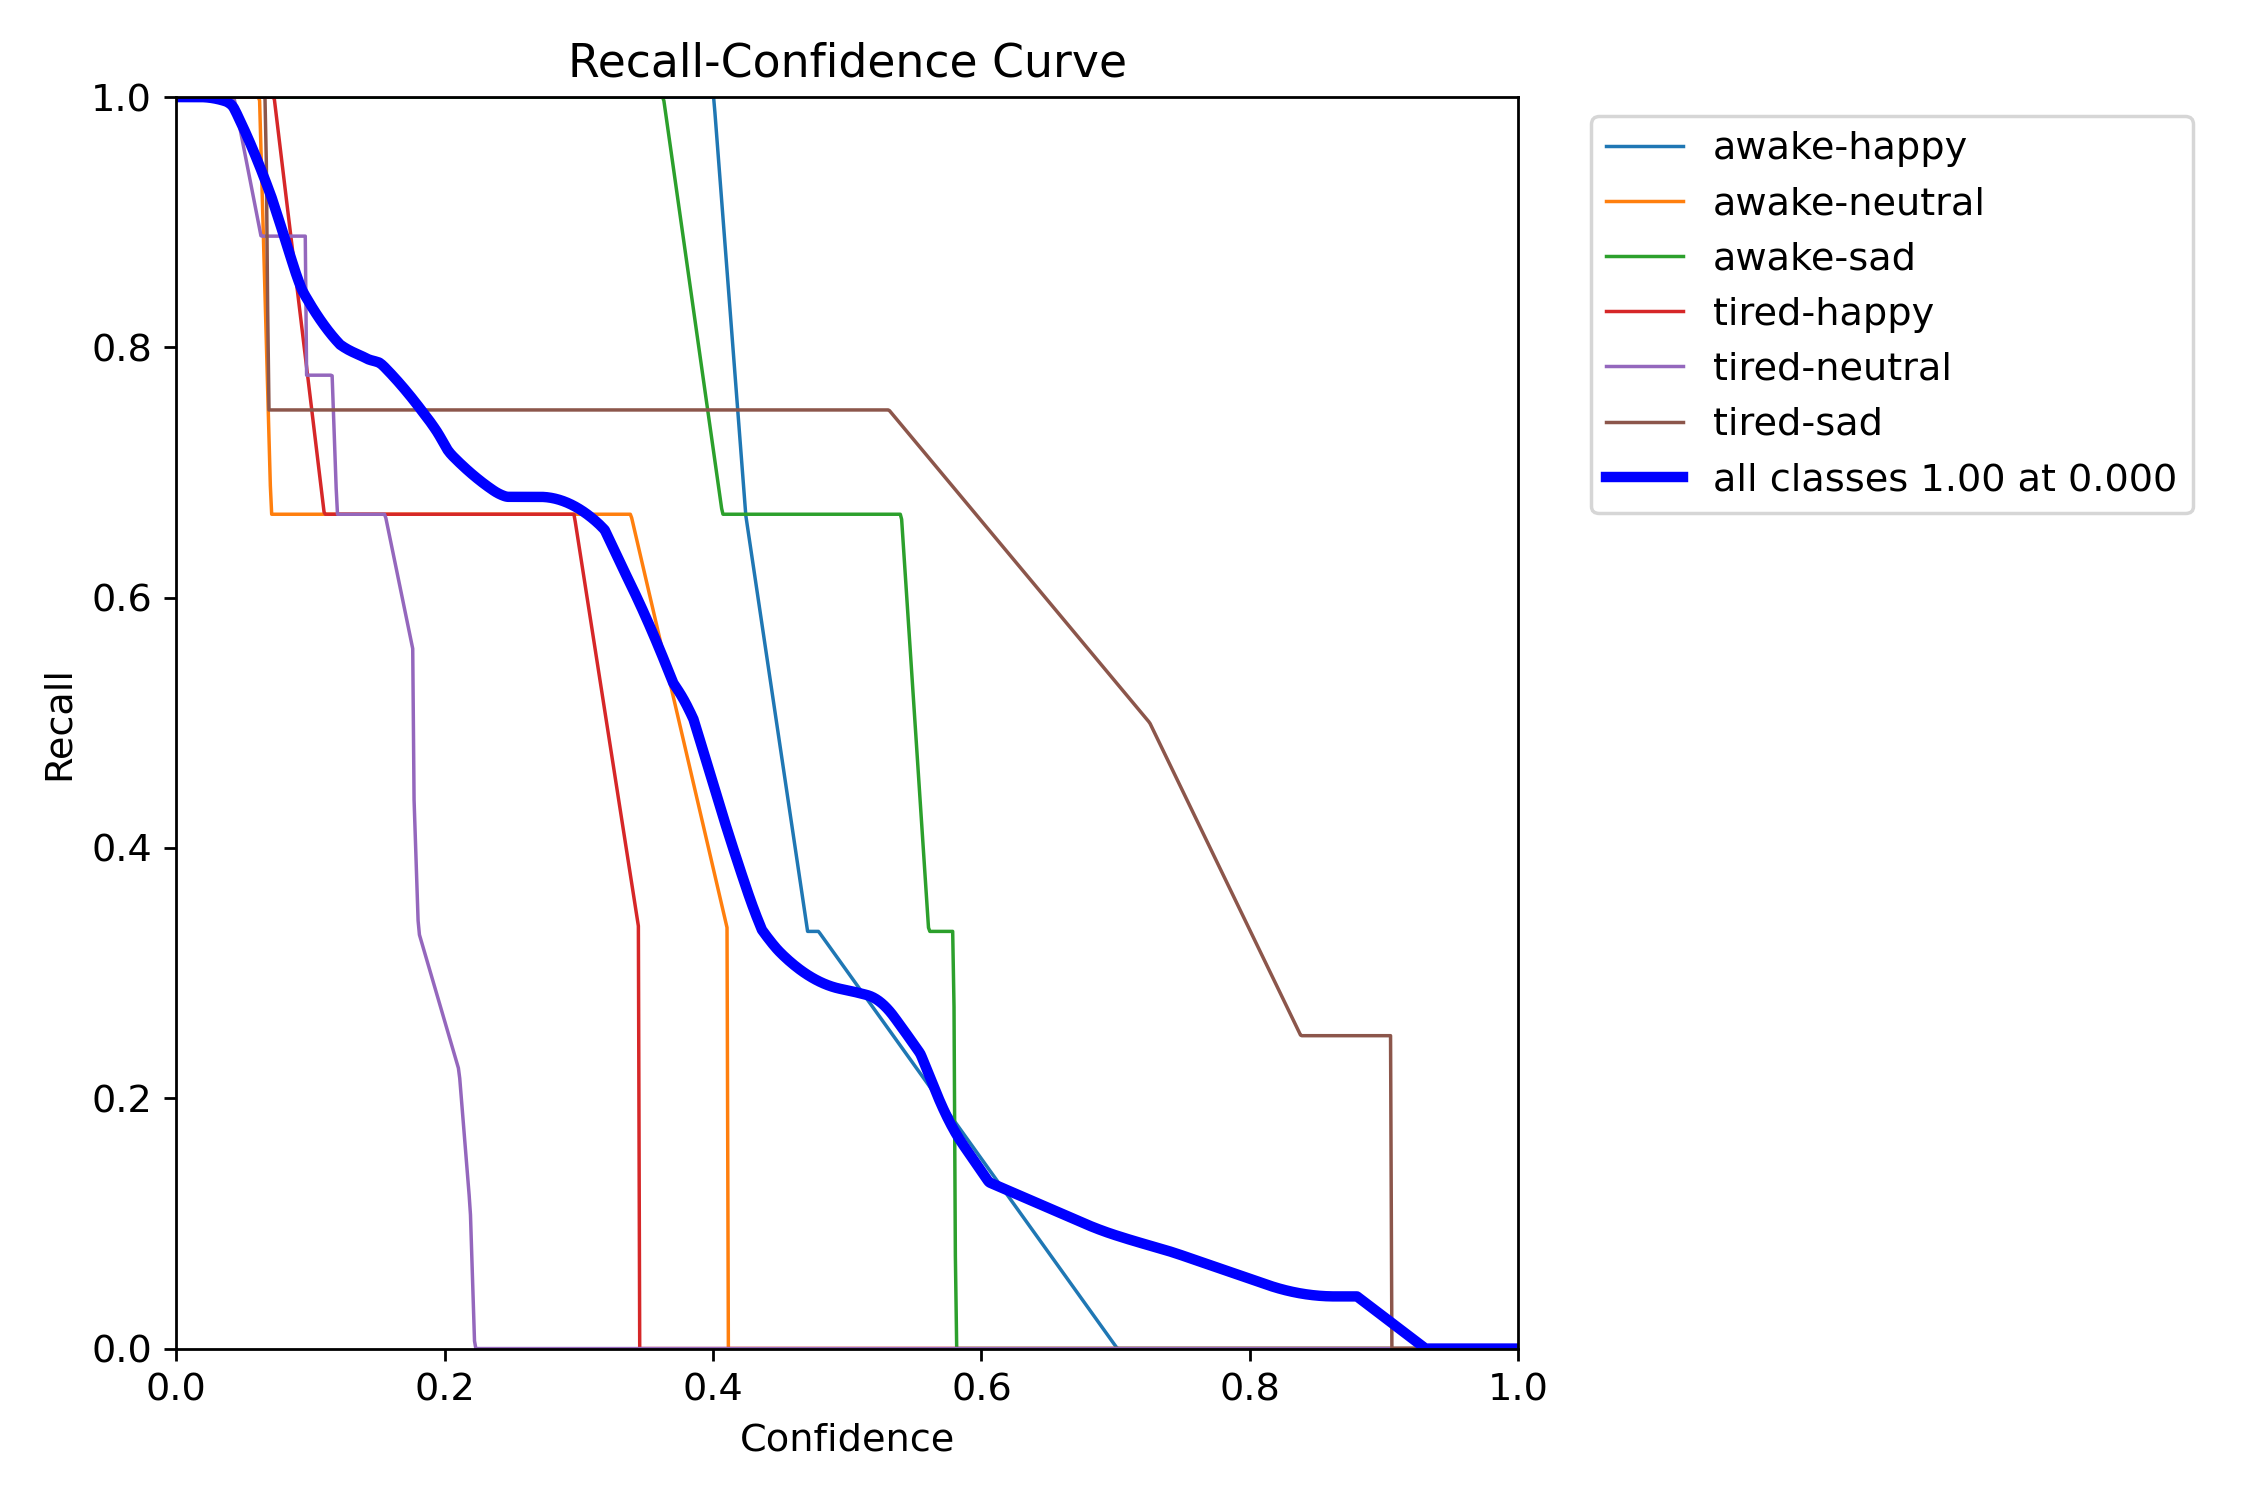 Recall-Confidence Curve
1.0
0.8
0.6
0.4
0.2
0.0
Recall
0.0 0.2 0.4 0.6 0.8 1.0
Confidence
awake-happy
awake-neutral
awake-sad
tired-happy
tired-neutral
tired-sad
all classes 1.00 at 0.000